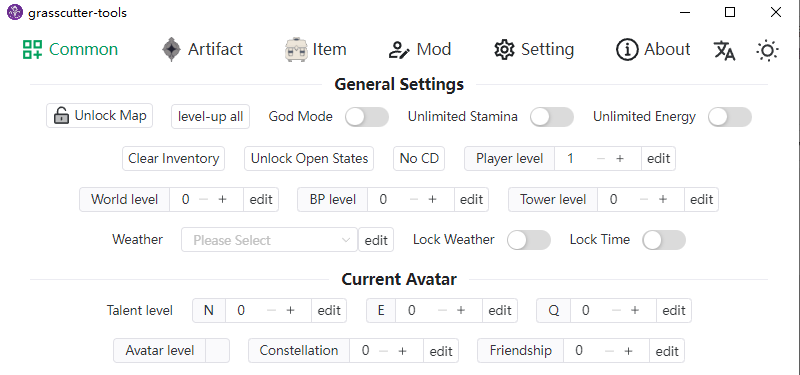 grasscutter-tools
Common Artifact Item Mod Setting About
General Settings
Unlock Map level-up all God Mode Unlimited Stamina Unlimited Energy
Clear Inventory Unlock Open States No CD Player level 1 − + edit
World level 0 − + edit BP level 0 − + edit Tower level 0 − + edit
Weather Please Select edit Lock Weather Lock Time
Current Avatar
Talent level N 0 − + edit E 0 − + edit Q 0 − + edit
Avatar level Constellation 0 − + edit Friendship 0 − + edit